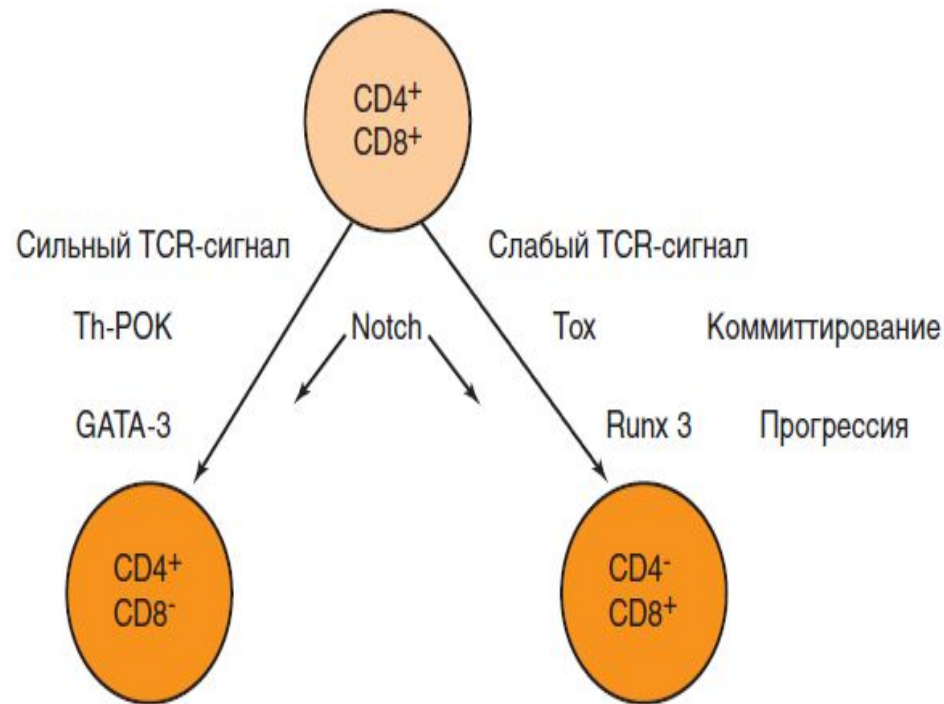 CD4+
CD8+
Сильный TCR-сигнал Слабый TCR-сигнал
Th-POK Notch Tox Коммиттирование
GATA-3 Runx 3 Прогрессия
CD4+ CD4-
CD8- CD8+